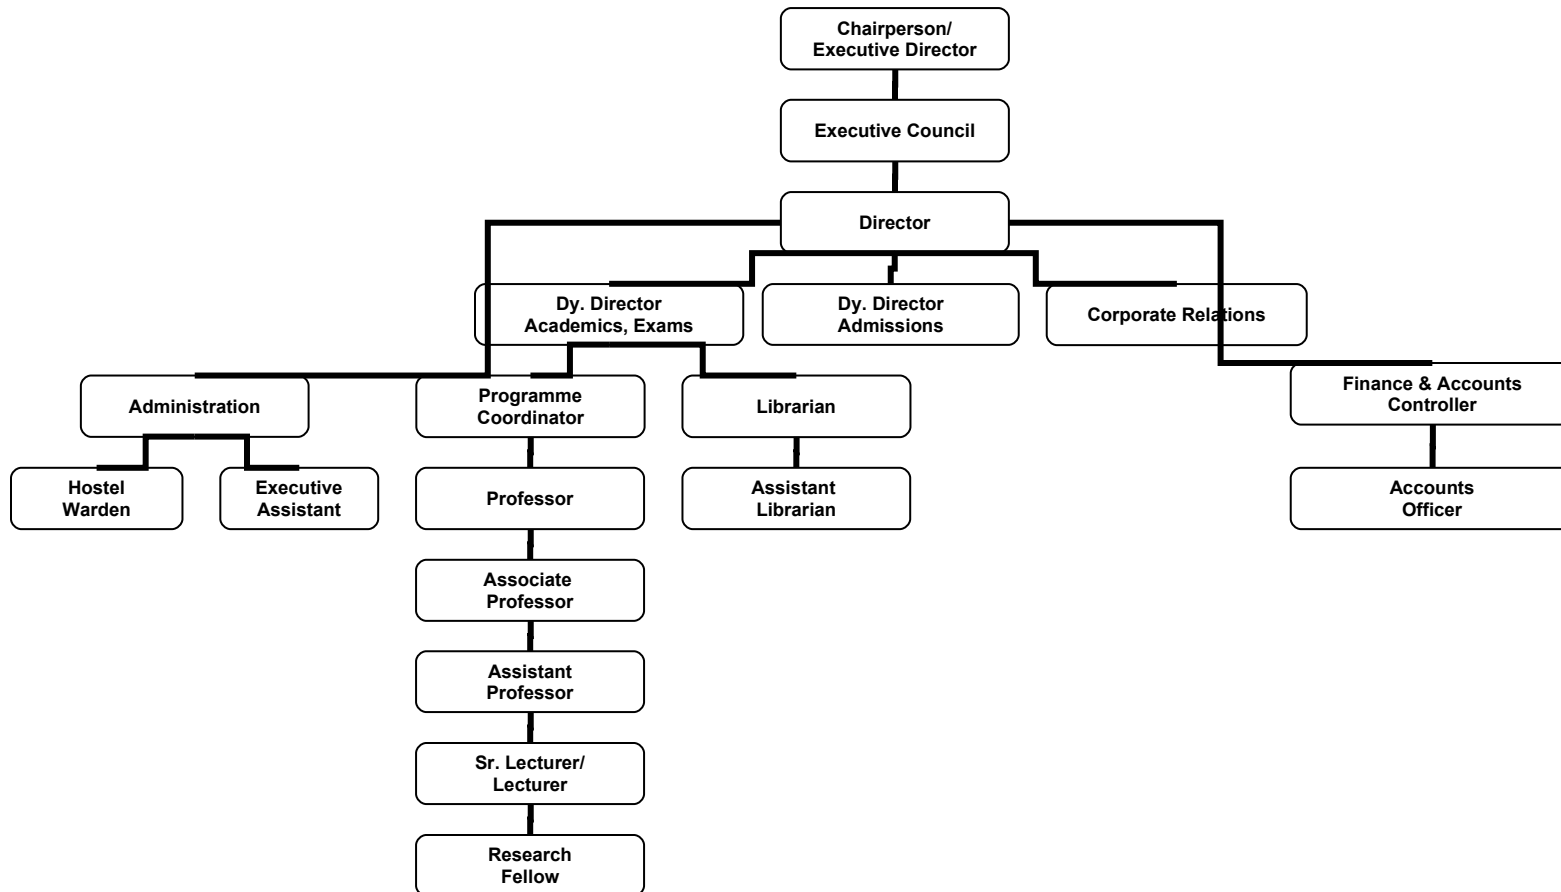 Chairperson/
Executive Director
Executive Council
Director
Dy. Director
Academics, Exams
Dy. Director
Admissions
Corporate Relations
Administration
Programme
Coordinator
Librarian
Finance & Accounts
Controller
Hostel
Warden
Executive
Assistant
Professor
Assistant
Librarian
Accounts
Officer
Associate
Professor
Assistant
Professor
Sr. Lecturer/
Lecturer
Research
Fellow